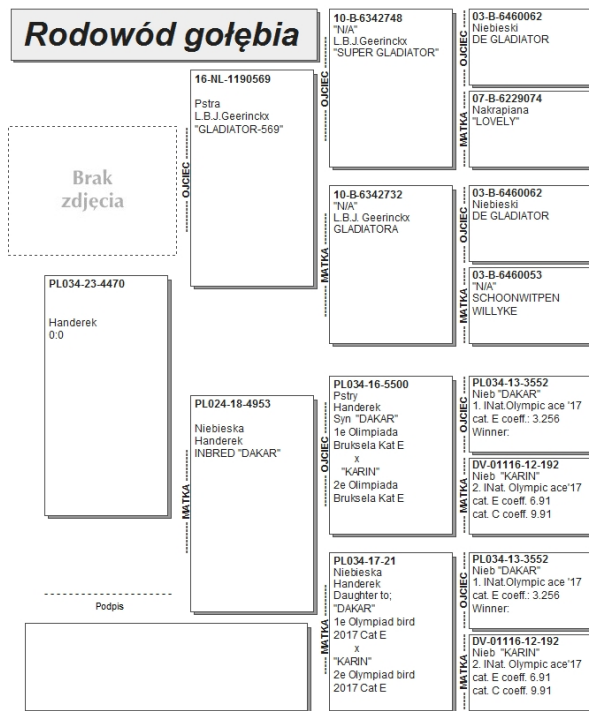 Rodowód gołębia
Brak
zdjęcia
PL034-23-4470
Handerek
0:0
Podpis
OJCIEC
16-NL-1190569
Pstra
L.B.J.Geerinckx
"GLADIATOR-569"
MATKA
PL024-18-4953
Niebieska
Handerek
INBRED "DAKAR"
OJCIEC
10-B-6342748
"N/A"
L.B.J.Geerinckx
"SUPER GLADIATOR"
MATKA
10-B-6342732
"N/A"
L.B.J. Geerinckx
GLADIATORA
OJCIEC
PL034-16-5500
Pstry
Handerek
Syn "DAKAR"
1e Olimpiada
Bruksela Kat E
x
"KARIN"
2e Olimpiada
Bruksela Kat E
MATKA
PL034-17-21
Niebieska
Handerek
Daughter to;
"DAKAR"
1e Olympiad bird
2017 Cat E
x
"KARIN"
2e Olympiad bird
2017 Cat E
OJCIEC
03-B-6460062
Niebieski
DE GLADIATOR
MATKA
07-B-6229074
Nakrapiana
"LOVELY"
OJCIEC
03-B-6460062
Niebieski
DE GLADIATOR
MATKA
03-B-6460053
"N/A"
SCHOONWITPEN
WILLYKE
OJCIEC
PL034-13-3552
Nieb "DAKAR"
1. INat.Olympic ace '17
cat. E coeff.: 3.256
Winner:
MATKA
DV-01116-12-192
Nieb "KARIN"
2. INat. Olympic ace'17
cat. E coeff. 6.91
cat. C coeff. 9.91
OJCIEC
PL034-13-3552
Nieb "DAKAR"
1. INat.Olympic ace '17
cat. E coeff.: 3.256
Winner:
MATKA
DV-01116-12-192
Nieb "KARIN"
2. INat. Olympic ace'17
cat. E coeff. 6.91
cat. C coeff. 9.91